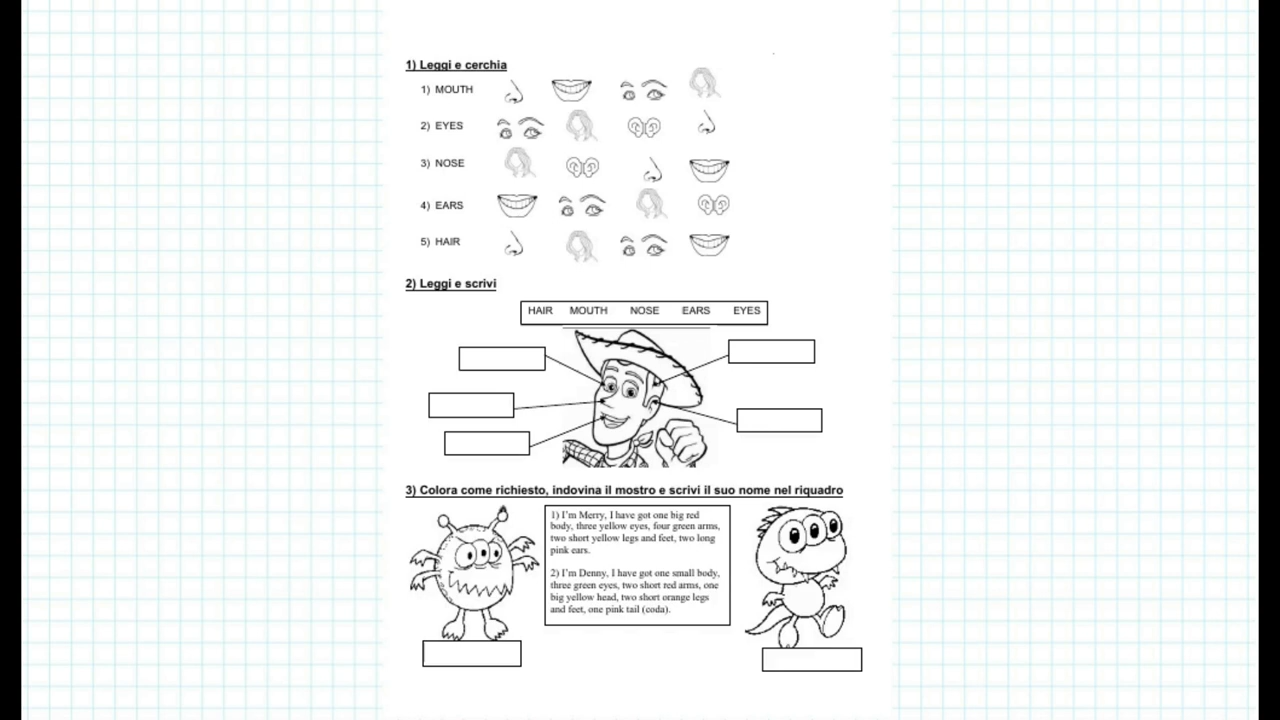 1) Leggi e cerchia
1) MOUTH
2) EYES
3) NOSE
4) EARS
5) HAIR
2) Leggi e scrivi
HAIR MOUTH NOSE EARS EYES
3) Colora come richiesto, indovina il mostro e scrivi il suo nome nel riquadro
1) I’m Merry, I have got one big red
body, three yellow eyes, four green arms,
two short yellow legs and feet, two long
pink ears.
2) I’m Denny, I have got one small body,
three green eyes, two short red arms, one
big yellow head, two short orange legs
and feet, one pink tail (coda).